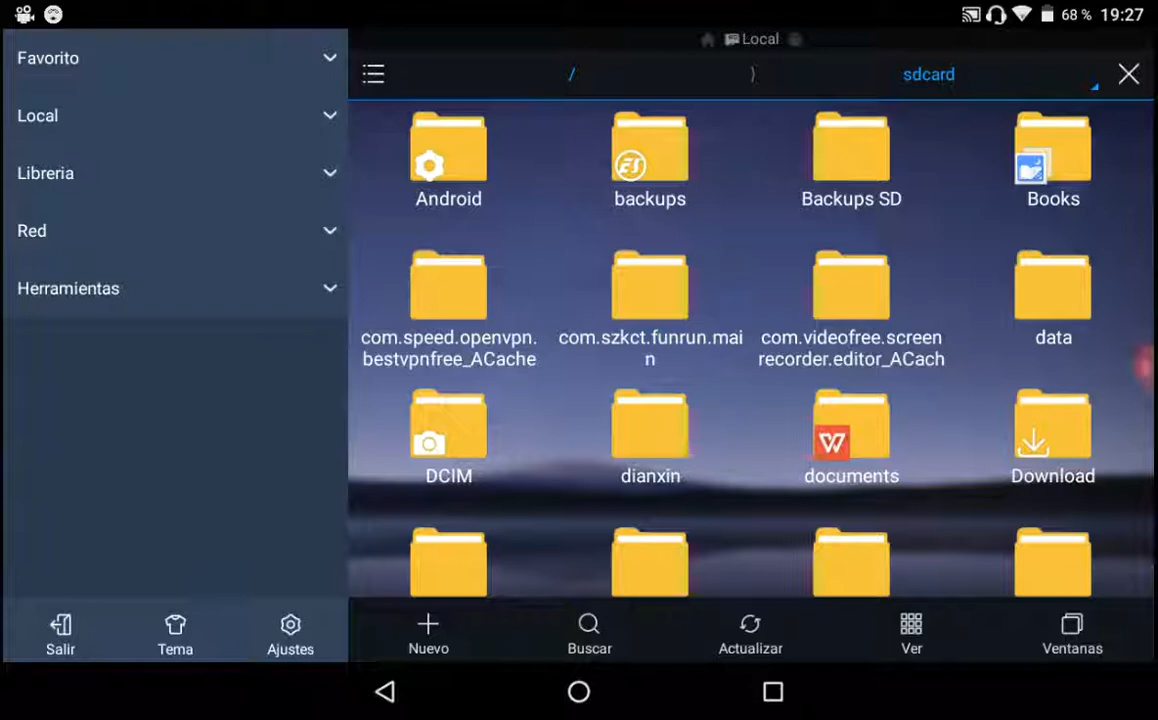 68 % 19:27
Favorito
Local
Libreria
Red
Herramientas
Salir
Tema
Ajustes
Local
/
sdcard
Android
backups
Backups SD
Books
com.speed.openvpn.
bestvpnfree_ACache
com.szkct.funrun.mai
n
com.videofree.screen
recorder.editor_ACach
data
DCIM
dianxin
documents
Download
Nuevo
Buscar
Actualizar
Ver
Ventanas